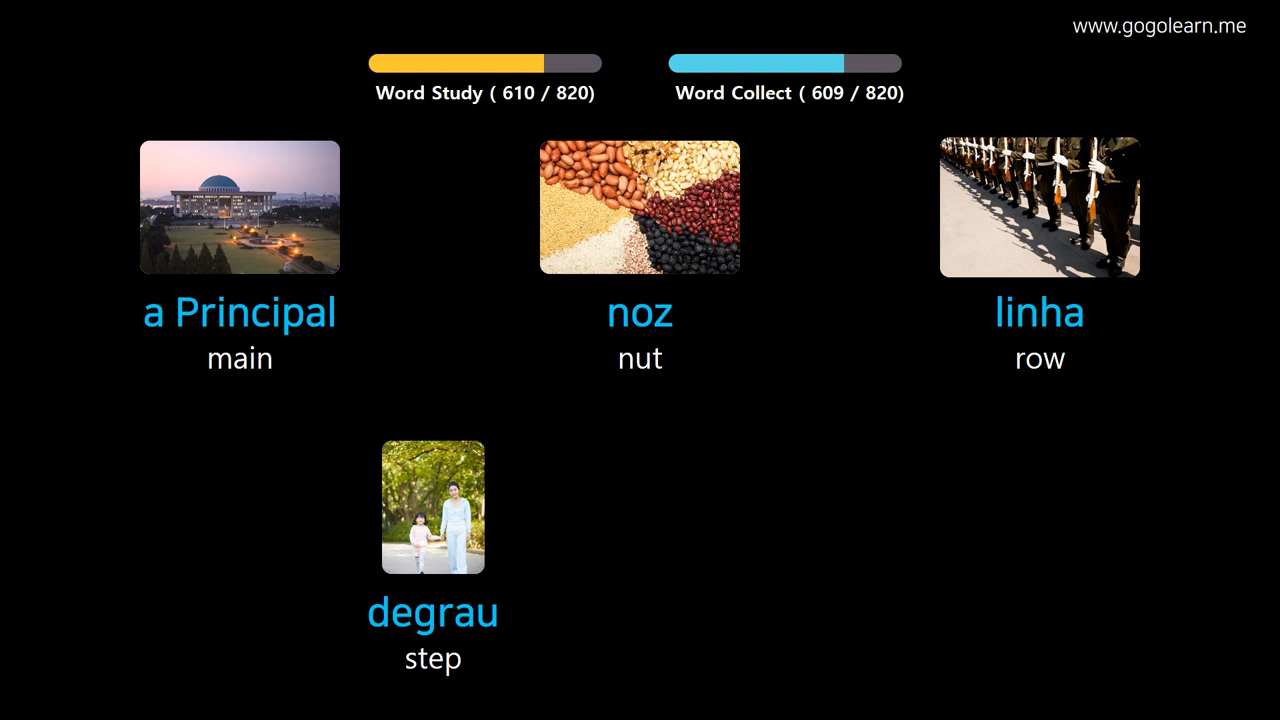 www.gogolearn.me
Word Study ( 610 / 820)
Word Collect ( 609 / 820)
a Principal
main
noz
nut
linha
row
degrau
step